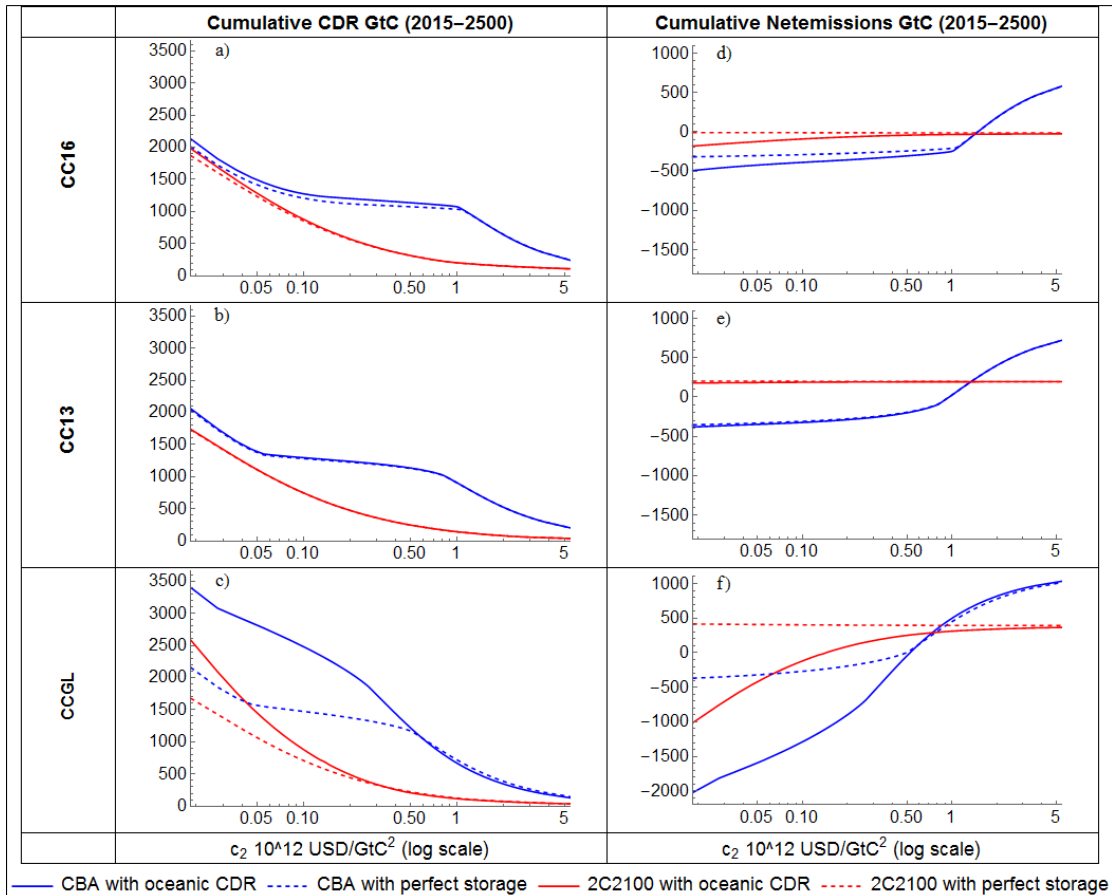 Cumulative CDR GtC (2015–2500)
Cumulative Netemissions GtC (2015–2500)
CC16
a)
3500
3000
2500
2000
1500
1000
500
0
0.05 0.10 0.50 1 5
d)
1000
500
0
−500
−1000
−1500
0.05 0.10 0.50 1 5
CC13
b)
3500
3000
2500
2000
1500
1000
500
0
0.05 0.10 0.50 1 5
e)
1000
500
0
−500
−1000
−1500
0.05 0.10 0.50 1 5
CCGL
c)
3500
3000
2500
2000
1500
1000
500
0
0.05 0.10 0.50 1 5
f)
1000
500
0
−500
−1000
−1500
−2000
0.05 0.10 0.50 1 5
c₂ 10^12 USD/GtC² (log scale)
c₂ 10^12 USD/GtC² (log scale)
CBA with oceanic CDR CBA with perfect storage 2C2100 with oceanic CDR 2C2100 with perfect storage